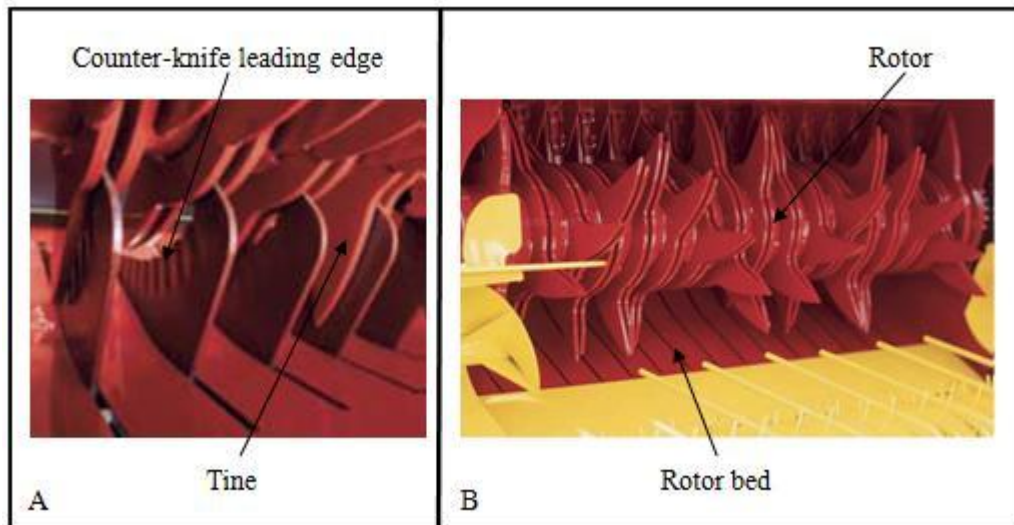 Counter-knife leading edge
Rotor
Tine
Rotor bed
A
B